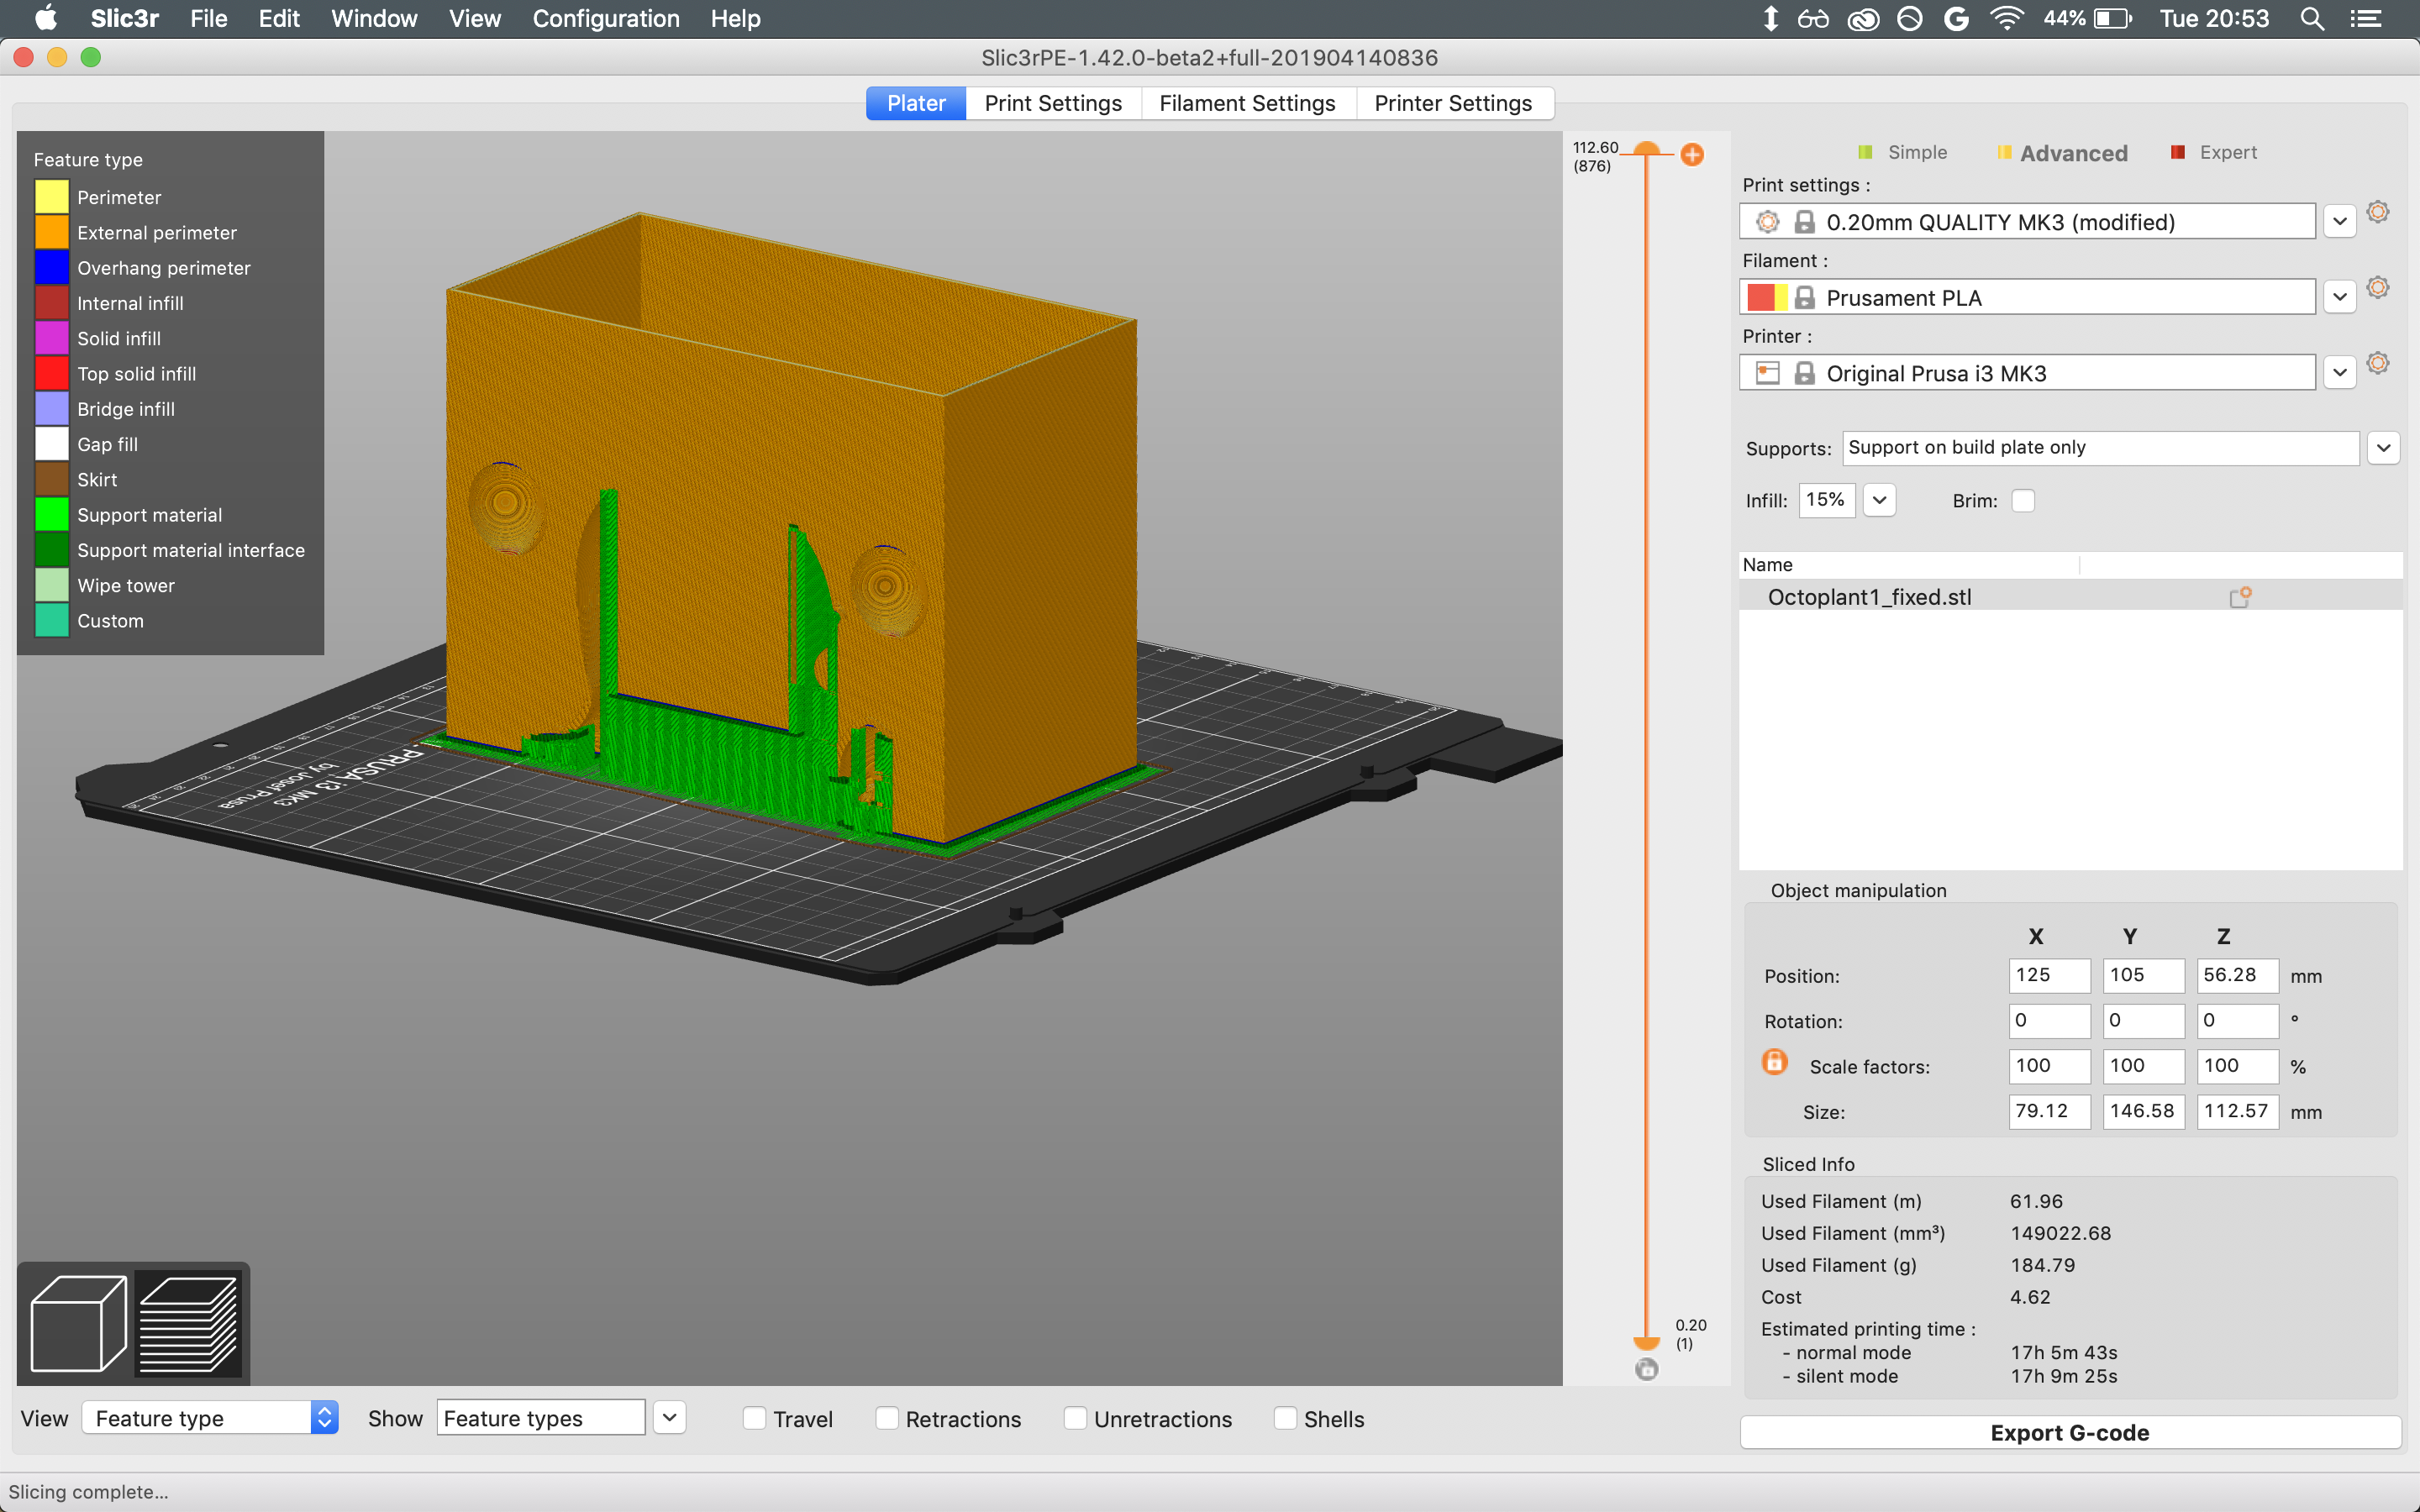 Slic3r File Edit Window View Configuration Help 44% Tue 20:53
Slic3rPE-1.42.0-beta2+full-201904140836
Plater Print Settings Filament Settings Printer Settings
Feature type
Perimeter
External perimeter
Overhang perimeter
Internal infill
Solid infill
Top solid infill
Bridge infill
Gap fill
Skirt
Support material
Support material interface
Wipe tower
Custom
PRUSA i3 MK3
by Josef Prusa
112.60
(876)
0.20
(1)
Simple Advanced Expert
Print settings :
0.20mm QUALITY MK3 (modified)
Filament :
Prusament PLA
Printer :
Original Prusa i3 MK3
Supports: Support on build plate only
Infill: 15% Brim:
Name
Octoplant1_fixed.stl
Object manipulation
X Y Z
Position: 125 105 56.28 mm
Rotation: 0 0 0 °
Scale factors: 100 100 100 %
Size: 79.12 146.58 112.57 mm
Sliced Info
Used Filament (m) 61.96
Used Filament (mm³) 149022.68
Used Filament (g) 184.79
Cost 4.62
Estimated printing time :
- normal mode 17h 5m 43s
- silent mode 17h 9m 25s
Export G-code
View Feature type Show Feature types Travel Retractions Unretractions Shells
Slicing complete...